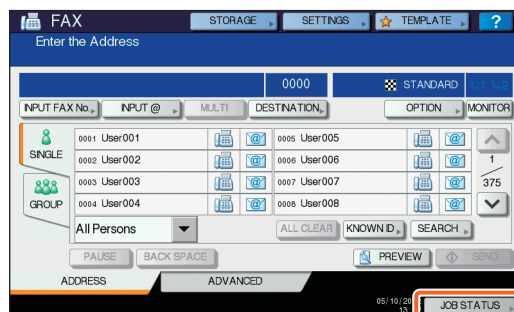 FAX STORAGE SETTINGS TEMPLATE ?
Enter the Address
0000 STANDARD
INPUT FAX No. INPUT @ MULTI DESTINATION OPTION MONITOR
SINGLE
GROUP
0001 User001 0005 User005
0002 User002 0006 User006
0003 User003 0007 User007
0004 User004 0008 User008
1
375
All Persons ALL CLEAR KNOWN ID SEARCH
PAUSE BACK SPACE PREVIEW SEND
ADDRESS ADVANCED
JOB STATUS